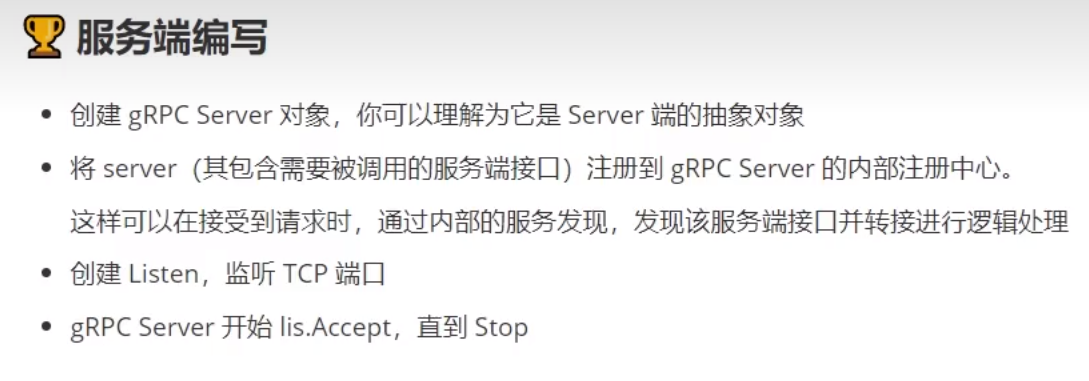 服务端编写
创建 gRPC Server 对象，你可以理解为它是 Server 端的抽象对象
将 server（其包含需要被调用的服务端接口）注册到 gRPC Server 的内部注册中心。
这样可以在接受到请求时，通过内部的服务发现，发现该服务端接口并转接进行逻辑处理
创建 Listen，监听 TCP 端口
gRPC Server 开始 lis.Accept，直到 Stop